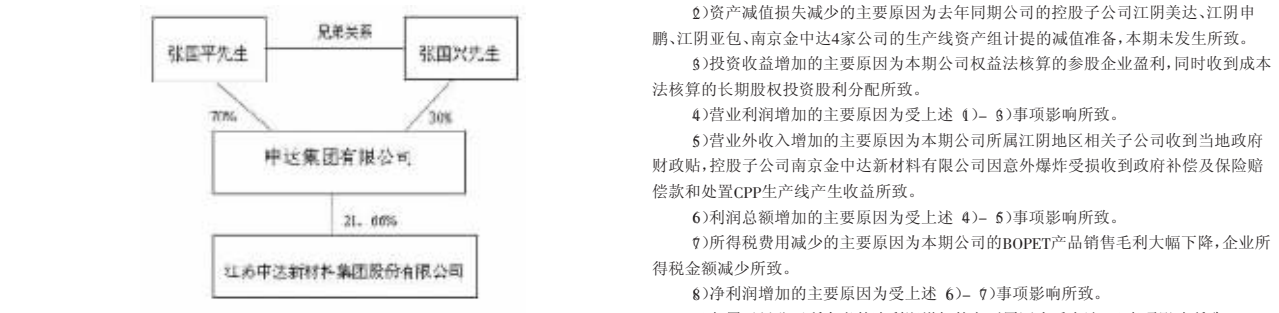 兄弟关系
张国平先生
张国兴先生
70%
30%
申达集团有限公司
21. 66%
江苏申达新材料集团股份有限公司
2)资产减值损失减少的主要原因为去年同期公司的控股子公司江阴美达、江阴申
鹏、江阴亚包、南京金中达4家公司的生产线资产组计提的减值准备,本期未发生所致。
3)投资收益增加的主要原因为本期公司权益法核算的参股企业盈利,同时收到成本
法核算的长期股权投资股利分配所致。
4)营业利润增加的主要原因为受上述 1)- 3)事项影响所致。
5)营业外收入增加的主要原因为本期公司所属江阴地区相关子公司收到当地政府
财政贴,控股子公司南京金中达新材料有限公司因意外爆炸受损收到政府补偿及保险赔
偿款和处置CPP生产线产生收益所致。
6)利润总额增加的主要原因为受上述 4)- 5)事项影响所致。
7)所得税费用减少的主要原因为本期公司的BOPET产品销售毛利大幅下降,企业所
得税金额减少所致。
8)净利润增加的主要原因为受上述 6)- 7)事项影响所致。